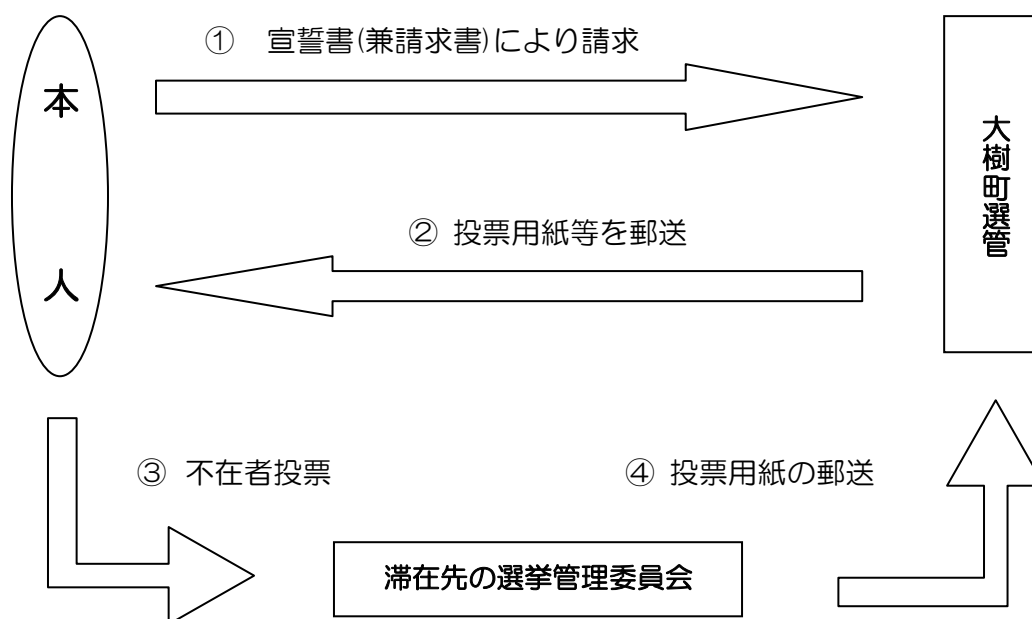 ① 宣誓書(兼請求書)により請求
本人
大樹町選管
② 投票用紙等を郵送
③ 不在者投票
④ 投票用紙の郵送
滞在先の選挙管理委員会